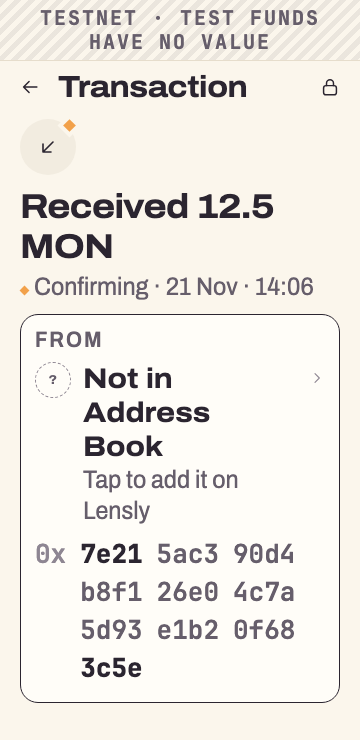 TESTNET · TEST FUNDS
HAVE NO VALUE
Transaction
Received 12.5
MON
Confirming · 21 Nov · 14:06
FROM
?
Not in
Address
Book
Tap to add it on
Lensly
0x 7e21 5ac3 90d4
b8f1 26e0 4c7a
5d93 e1b2 0f68
3c5e